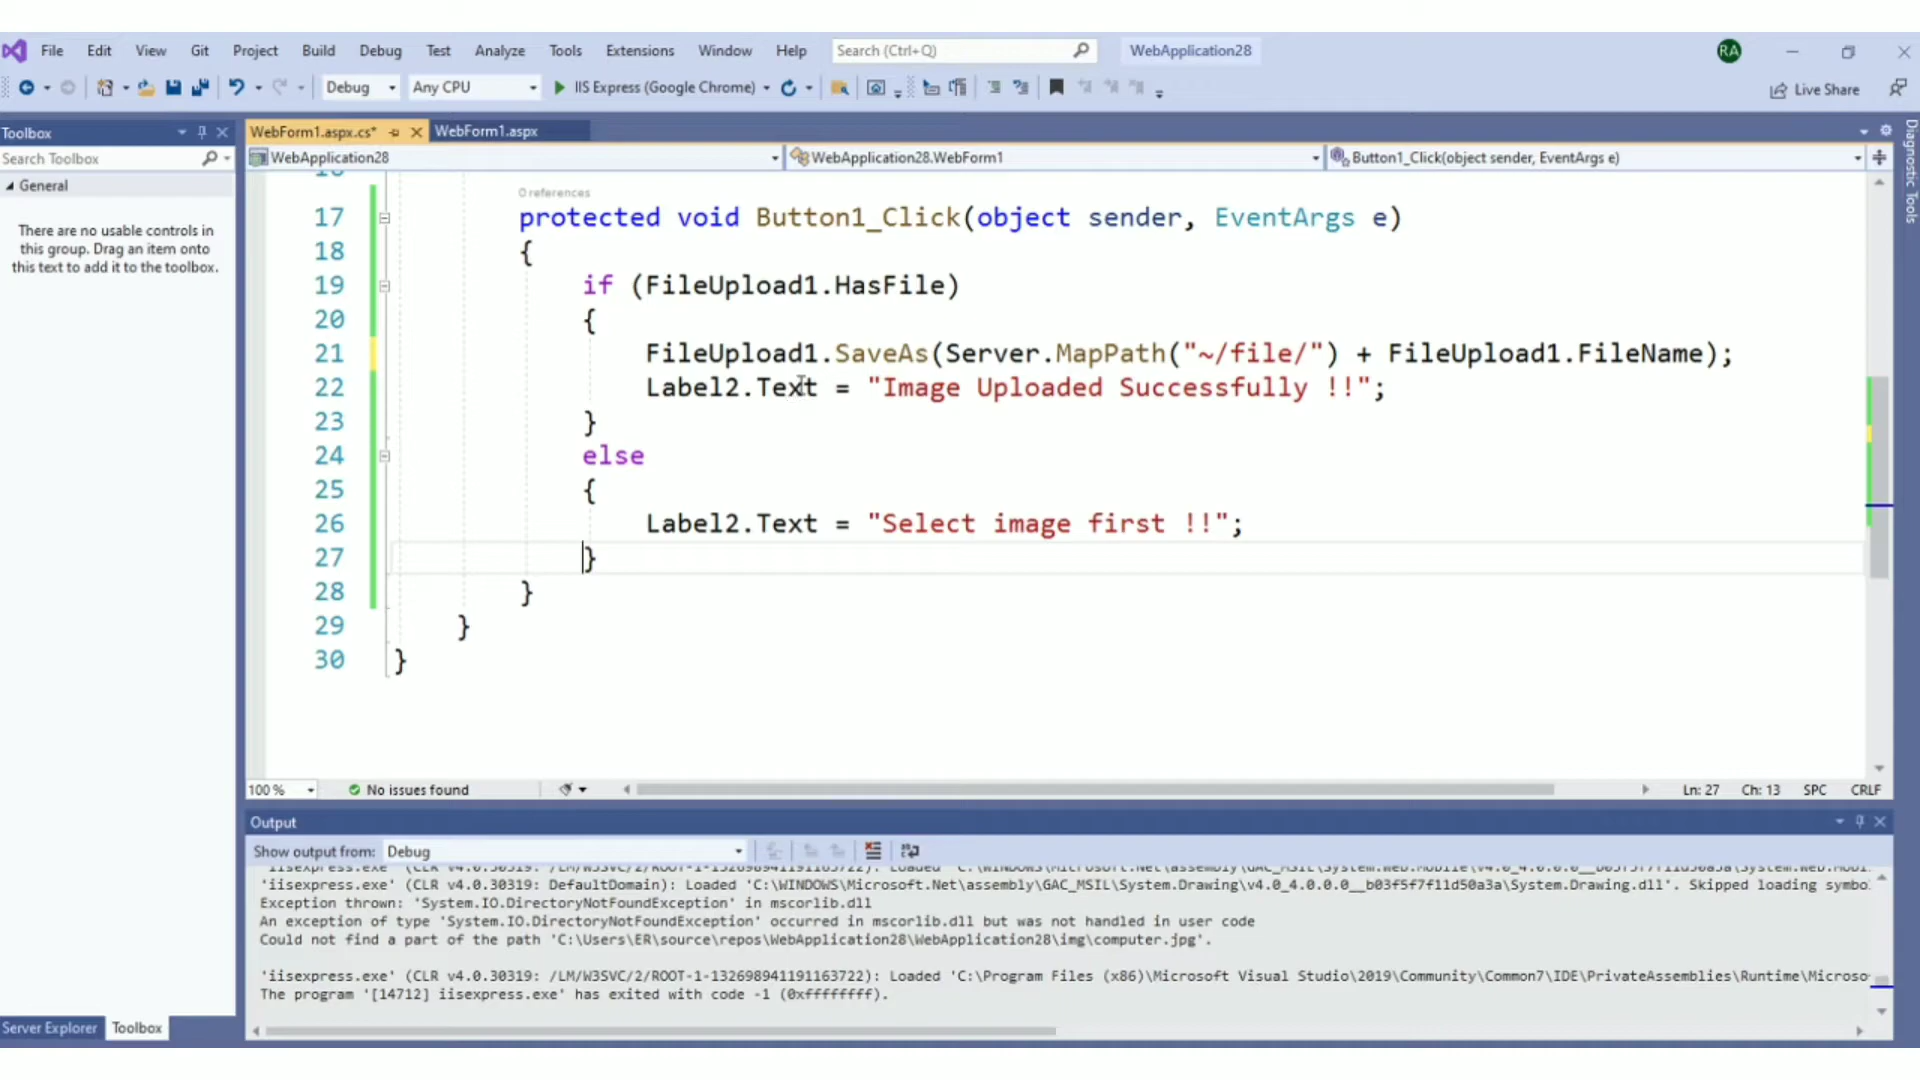 File Edit View Git Project Build Debug Test Analyze Tools Extensions Window Help Search (Ctrl+Q) WebApplication28 RA
Debug Any CPU IIS Express (Google Chrome) Live Share
Toolbox
Search Toolbox
General
There are no usable controls in
this group. Drag an item onto
this text to add it to the toolbox.
Server Explorer Toolbox
WebForm1.aspx.cs* WebForm1.aspx
WebApplication28 WebApplication28.WebForm1 Button1_Click(object sender, EventArgs e)
0 references
17 protected void Button1_Click(object sender, EventArgs e)
18 {
19 if (FileUpload1.HasFile)
20 {
21 FileUpload1.SaveAs(Server.MapPath("~/file/") + FileUpload1.FileName);
22 Label2.Text = "Image Uploaded Successfully !!";
23 }
24 else
25 {
26 Label2.Text = "Select image first !!";
27 }
28 }
29 }
30 }
100 % No issues found Ln: 27 Ch: 13 SPC CRLF
Output
Show output from: Debug
'iisexpress.exe' (CLR v4.0.30319: DefaultDomain): Loaded 'C:\WINDOWS\Microsoft.Net\assembly\GAC_MSIL\System.Drawing\v4.0_4.0.0.0__b03f5f7f11d50a3a\System.Drawing.dll'. Skipped loading symbo
Exception thrown: 'System.IO.DirectoryNotFoundException' in mscorlib.dll
An exception of type 'System.IO.DirectoryNotFoundException' occurred in mscorlib.dll but was not handled in user code
Could not find a part of the path 'C:\Users\ER\source\repos\WebApplication28\WebApplication28\img\computer.jpg'.
'iisexpress.exe' (CLR v4.0.30319: /LM/W3SVC/2/ROOT-1-132698941191163722): Loaded 'C:\Program Files (x86)\Microsoft Visual Studio\2019\Community\Common7\IDE\PrivateAssemblies\Runtime\Microso
The program '[14712] iisexpress.exe' has exited with code -1 (0xffffffff).
Diagnostic Tools